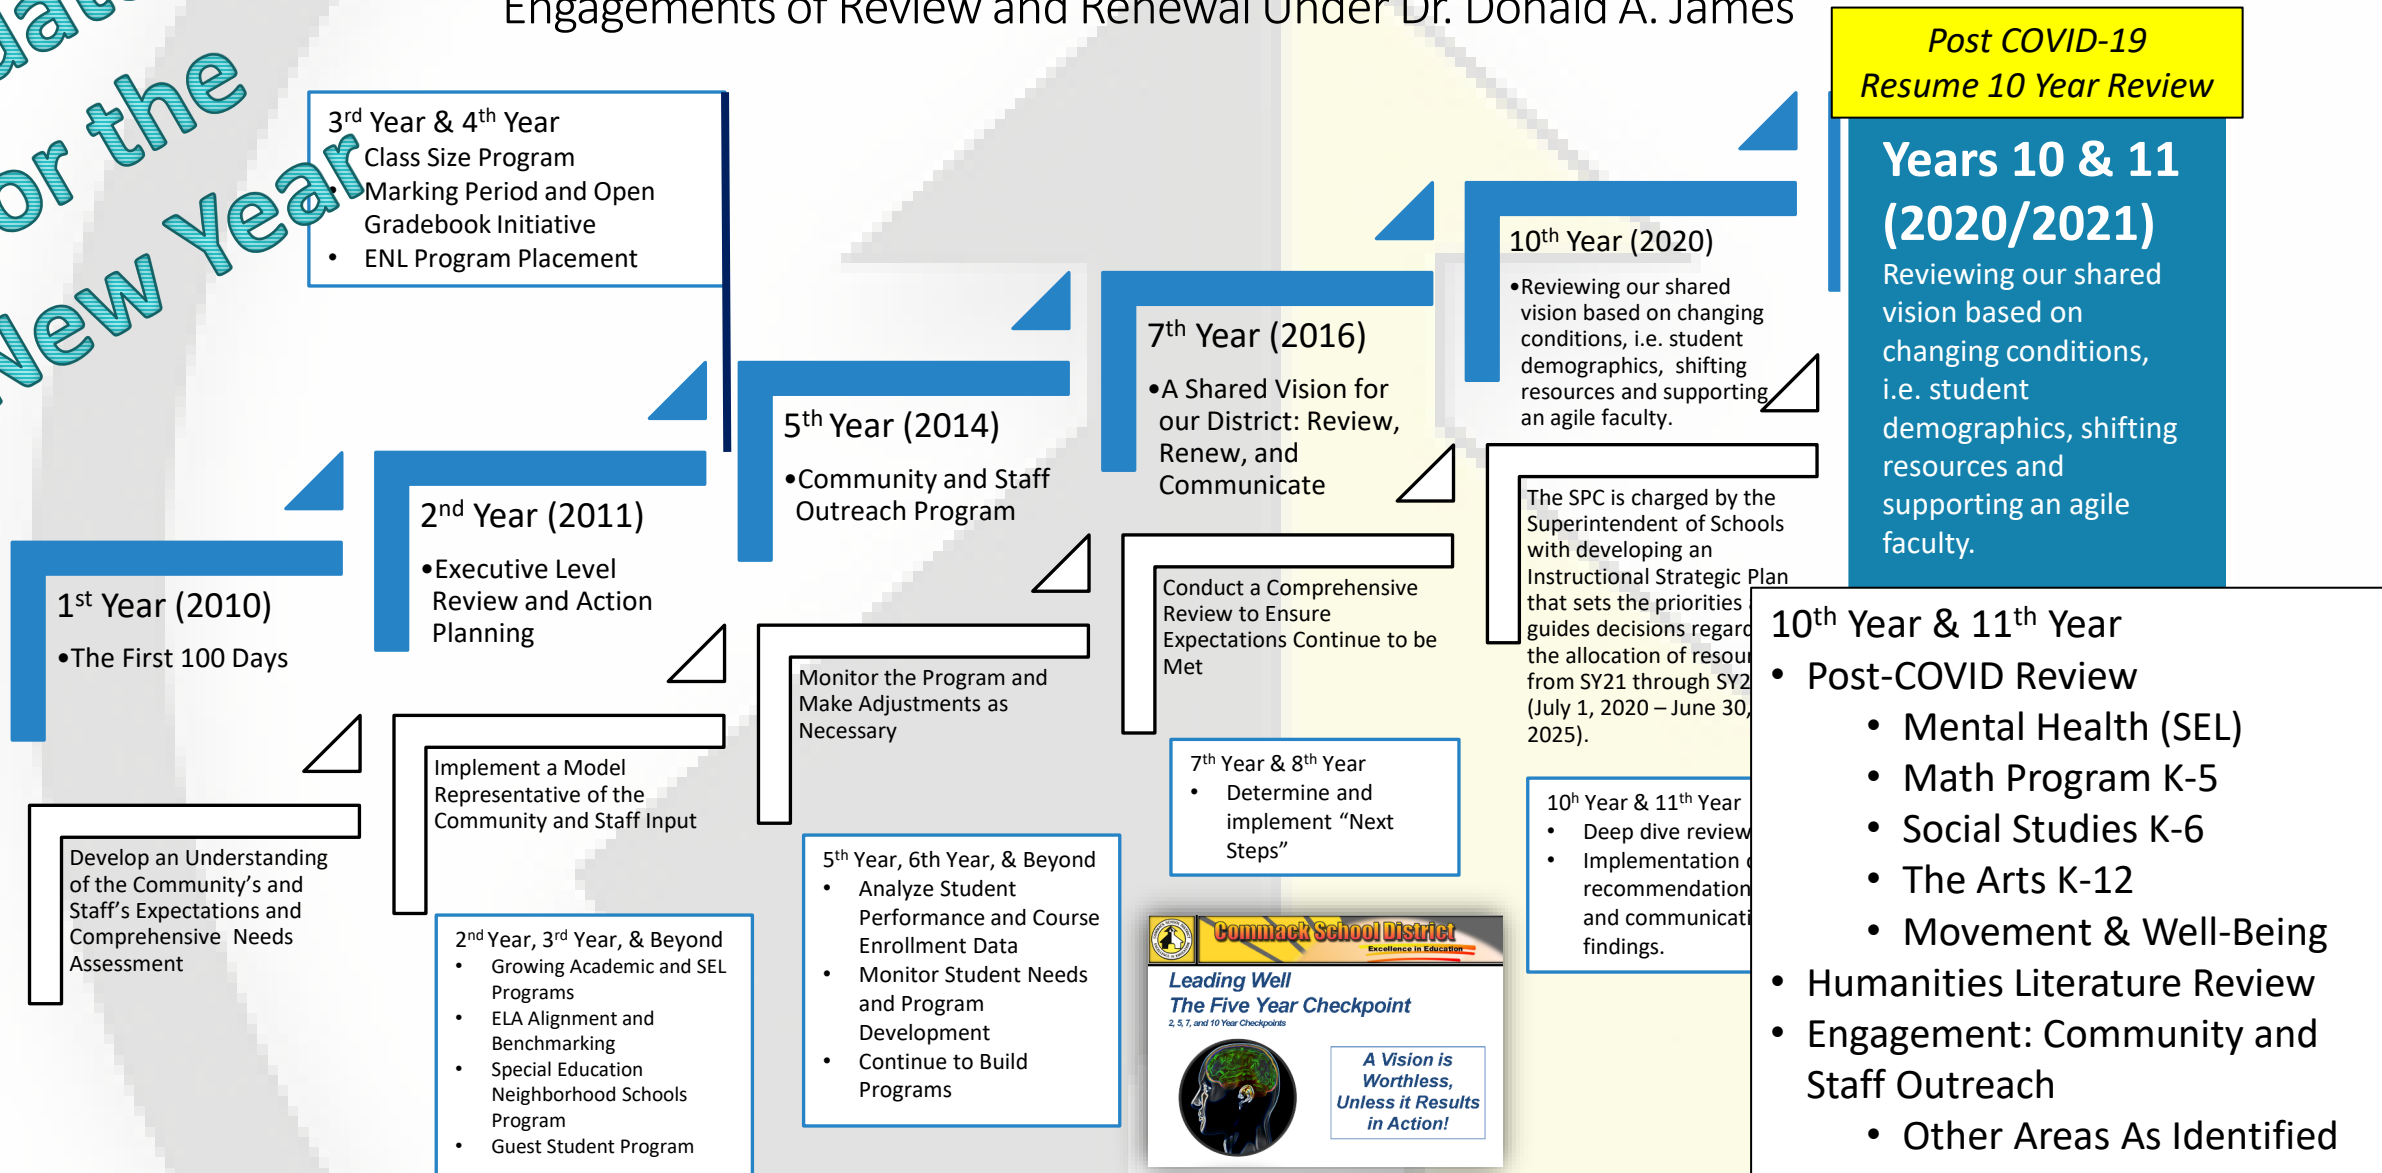 Engagements of Review and Renewal Under Dr. Donald A. James
or the
New Year
3rd Year & 4th Year
Class Size Program
• Marking Period and Open
Gradebook Initiative
• ENL Program Placement
1st Year (2010)
•The First 100 Days
Develop an Understanding
of the Community’s and
Staff’s Expectations and
Comprehensive Needs
Assessment
2nd Year (2011)
•Executive Level
Review and Action
Planning
Implement a Model
Representative of the
Community and Staff Input
2nd Year, 3rd Year, & Beyond
• Growing Academic and SEL
Programs
• ELA Alignment and
Benchmarking
• Special Education
Neighborhood Schools
Program
• Guest Student Program
5th Year (2014)
•Community and Staff
Outreach Program
Monitor the Program and
Make Adjustments as
Necessary
5th Year, 6th Year, & Beyond
• Analyze Student
Performance and Course
Enrollment Data
• Monitor Student Needs
and Program
Development
• Continue to Build
Programs
7th Year (2016)
•A Shared Vision for
our District: Review,
Renew, and
Communicate
Conduct a Comprehensive
Review to Ensure
Expectations Continue to be
Met
7th Year & 8th Year
• Determine and
implement “Next
Steps”
Commack School District
Excellence in Education
Leading Well
The Five Year Checkpoint
2, 5, 7, and 10 Year Checkpoints
A Vision is
Worthless,
Unless it Results
in Action!
10th Year (2020)
•Reviewing our shared
vision based on changing
conditions, i.e. student
demographics, shifting
resources and supporting
an agile faculty.
The SPC is charged by the
Superintendent of Schools
with developing an
Instructional Strategic Plan
that sets the priorities
guides decisions
the allocation of
from SY21 through
(July 1, 2020 – June 30,
2025).
10h Year & 11th Year
• Deep dive review
• Implementation
recommendation
and
findings.
Post COVID-19
Resume 10 Year Review
Years 10 & 11
(2020/2021)
Reviewing our shared
vision based on
changing conditions,
i.e. student
demographics, shifting
resources and
supporting an agile
faculty.
10th Year & 11th Year
• Post-COVID Review
• Mental Health (SEL)
• Math Program K-5
• Social Studies K-6
• The Arts K-12
• Movement & Well-Being
• Humanities Literature Review
• Engagement: Community and
Staff Outreach
• Other Areas As Identified